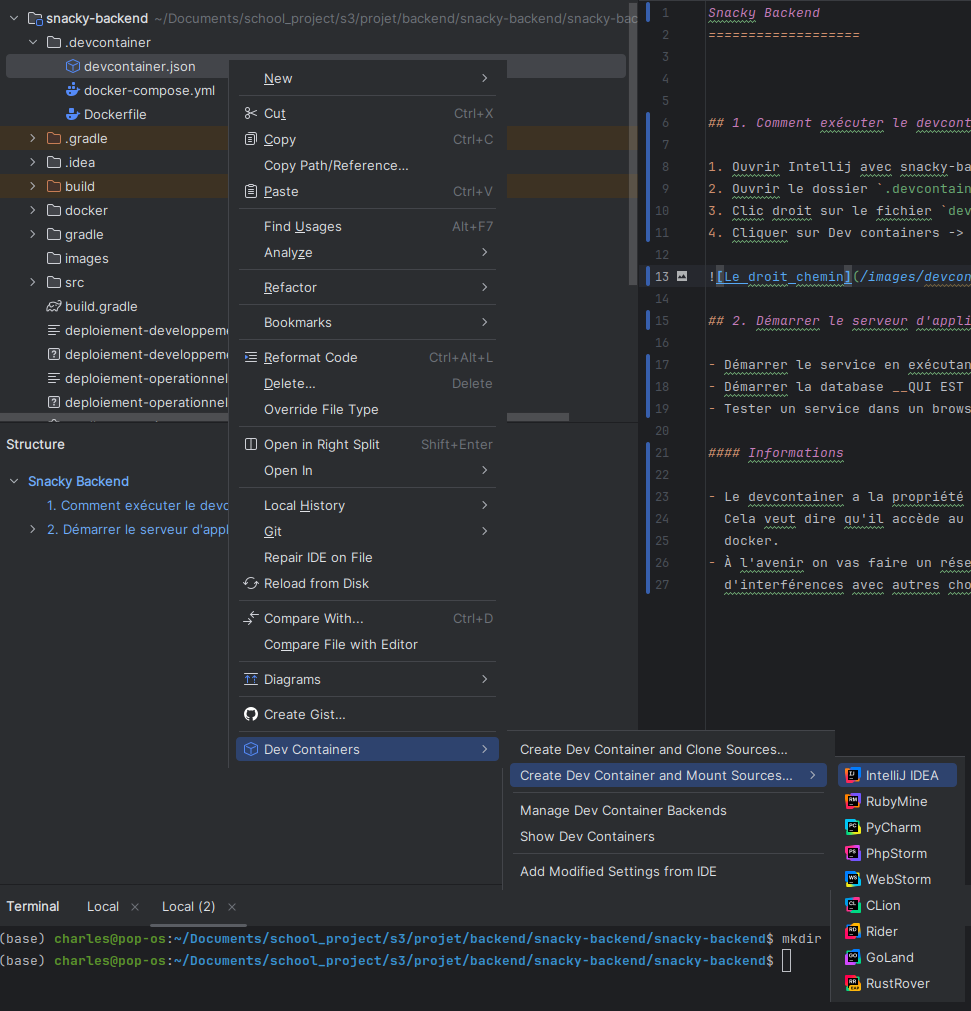 snacky-backend ~/Documents/school_project/s3/projet/backend/snacky-backend/snacky-bac
.devcontainer
devcontainer.json
docker-compose.yml
Dockerfile
.gradle
.idea
build
docker
gradle
images
src
build.gradle
deploiement-developpeme
deploiement-developpeme
deploiement-operationnel
deploiement-operationnel
Structure
Snacky Backend
1. Comment exécuter le devc
2. Démarrer le serveur d'appl
New
Cut Ctrl+X
Copy Ctrl+C
Copy Path/Reference...
Paste Ctrl+V
Find Usages Alt+F7
Analyze
Refactor
Bookmarks
Reformat Code Ctrl+Alt+L
Delete... Delete
Override File Type
Open in Right Split Shift+Enter
Open In
Local History
Git
Repair IDE on File
Reload from Disk
Compare With... Ctrl+D
Compare File with Editor
Diagrams
Create Gist...
Dev Containers
Create Dev Container and Clone Sources...
Create Dev Container and Mount Sources...
Manage Dev Container Backends
Show Dev Containers
Add Modified Settings from IDE
IntelliJ IDEA
RubyMine
PyCharm
PhpStorm
WebStorm
CLion
Rider
GoLand
RustRover
1 Snacky Backend
2 ===================
3
4
5
6 ## 1. Comment exécuter le devcont
7
8 1. Ouvrir Intellij avec snacky-ba
9 2. Ouvrir le dossier `.devcontain
10 3. Clic droit sur le fichier `dev
11 4. Cliquer sur Dev containers ->
12
13 ![Le droit chemin](/images/devcon
14
15 ## 2. Démarrer le serveur d'appli
16
17 - Démarrer le service en exécutan
18 - Démarrer la database __QUI EST
19 - Tester un service dans un brows
20
21 #### Informations
22
23 - Le devcontainer a la propriété
24 Cela veut dire qu'il accède au
25 docker.
26 - À l'avenir on vas faire un rése
27 d'interférences avec autres cho
Terminal Local × Local (2) ×
(base) charles@pop-os:~/Documents/school_project/s3/projet/backend/snacky-backend/snacky-backend$ mkdir
(base) charles@pop-os:~/Documents/school_project/s3/projet/backend/snacky-backend/snacky-backend$